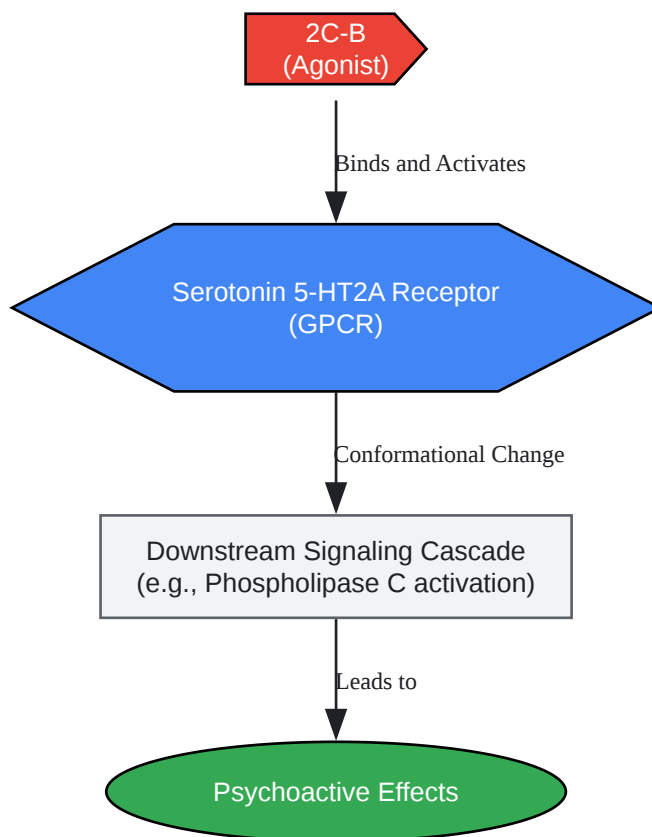 2C-B
(Agonist)
Binds and Activates
Serotonin 5-HT2A Receptor
(GPCR)
Conformational Change
Downstream Signaling Cascade
(e.g., Phospholipase C activation)
Leads to
Psychoactive Effects